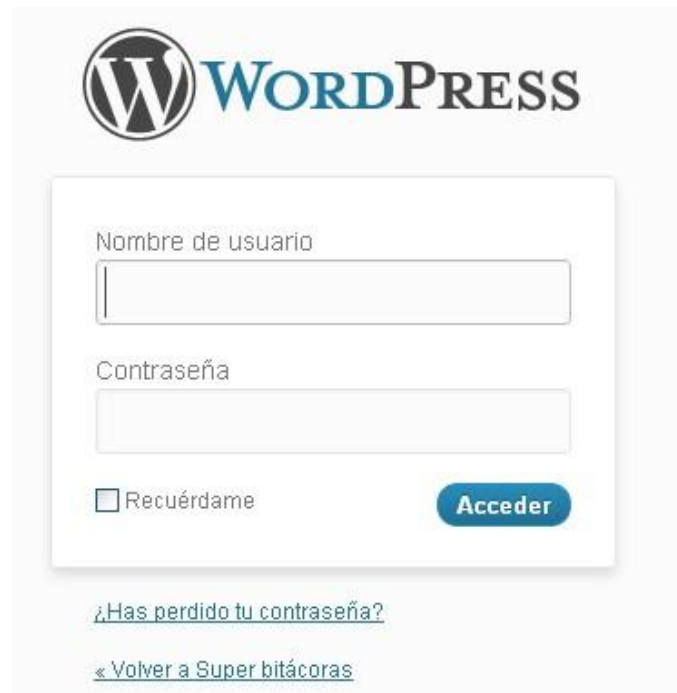 WORDPRESS
Nombre de usuario
Contraseña
Recuérdame
Acceder
¿Has perdido tu contraseña?
« Volver a Super bitácoras